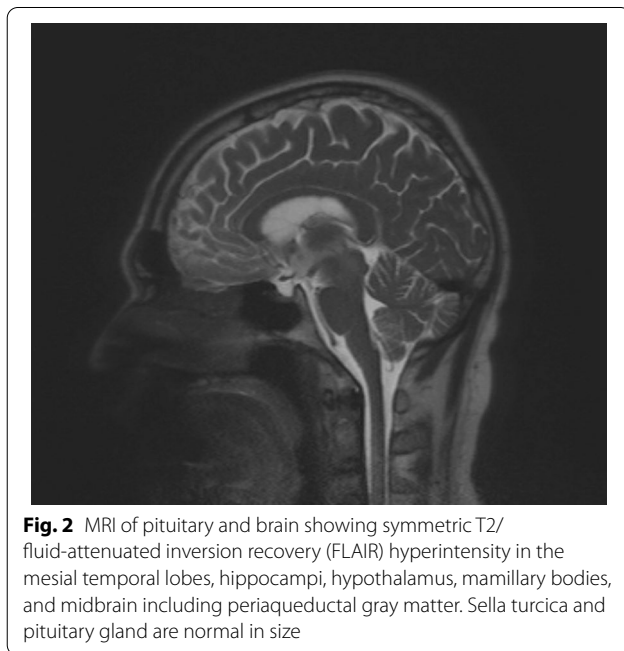 Fig. 2 MRI of pituitary and brain showing symmetric T2/
fluid-attenuated inversion recovery (FLAIR) hyperintensity in the
mesial temporal lobes, hippocampi, hypothalamus, mamillary bodies,
and midbrain including periaqueductal gray matter. Sella turcica and
pituitary gland are normal in size